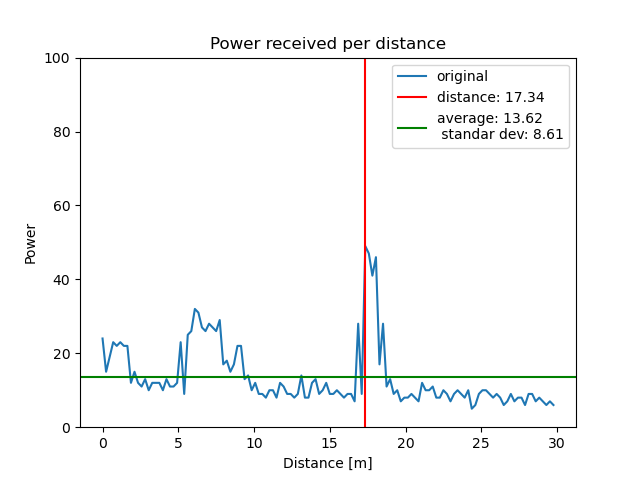 Power received per distance
100
80
60
40
20
0
Power
original
distance: 17.34
average: 13.62
standar dev: 8.61
0 5 10 15 20 25 30
Distance [m]